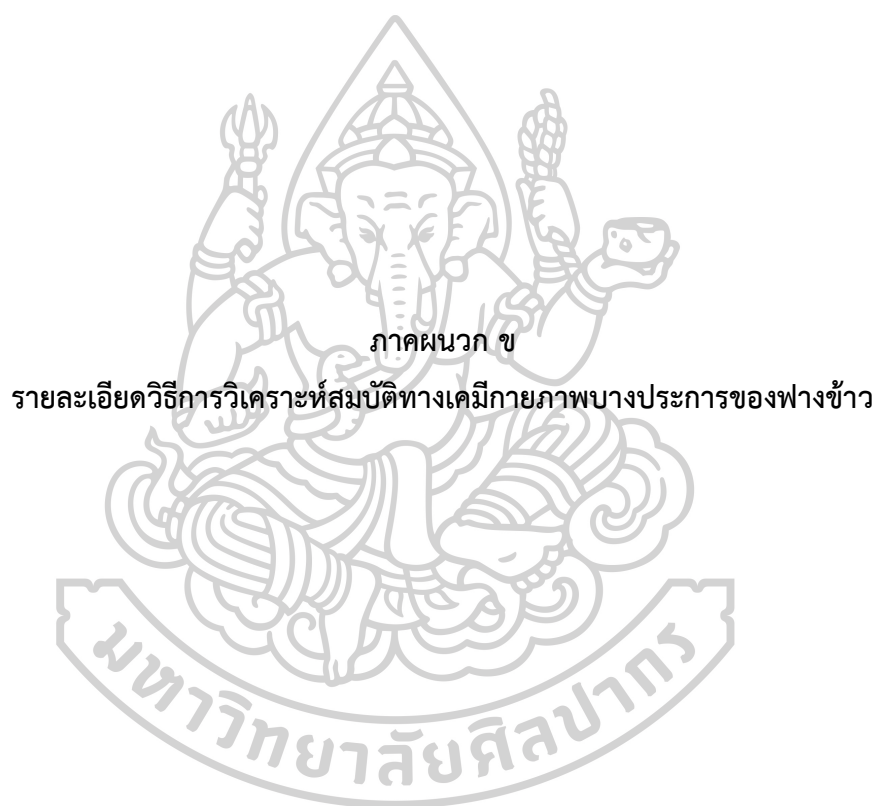 ภาคผนวก ข
รายละเอียดวิธีการวิเคราะห์สมบัติทางเคมีกายภาพบางประการของฟางข้าว
มหาวิทยาลัยศิลปากร